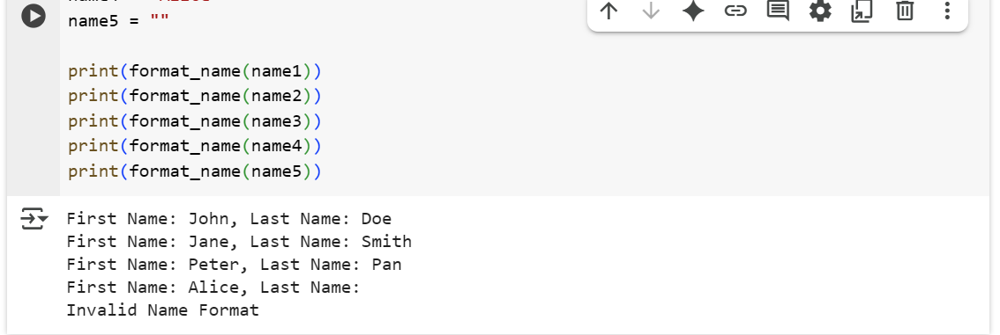 name5 = ""
print(format_name(name1))
print(format_name(name2))
print(format_name(name3))
print(format_name(name4))
print(format_name(name5))
First Name: John, Last Name: Doe
First Name: Jane, Last Name: Smith
First Name: Peter, Last Name: Pan
First Name: Alice, Last Name:
Invalid Name Format